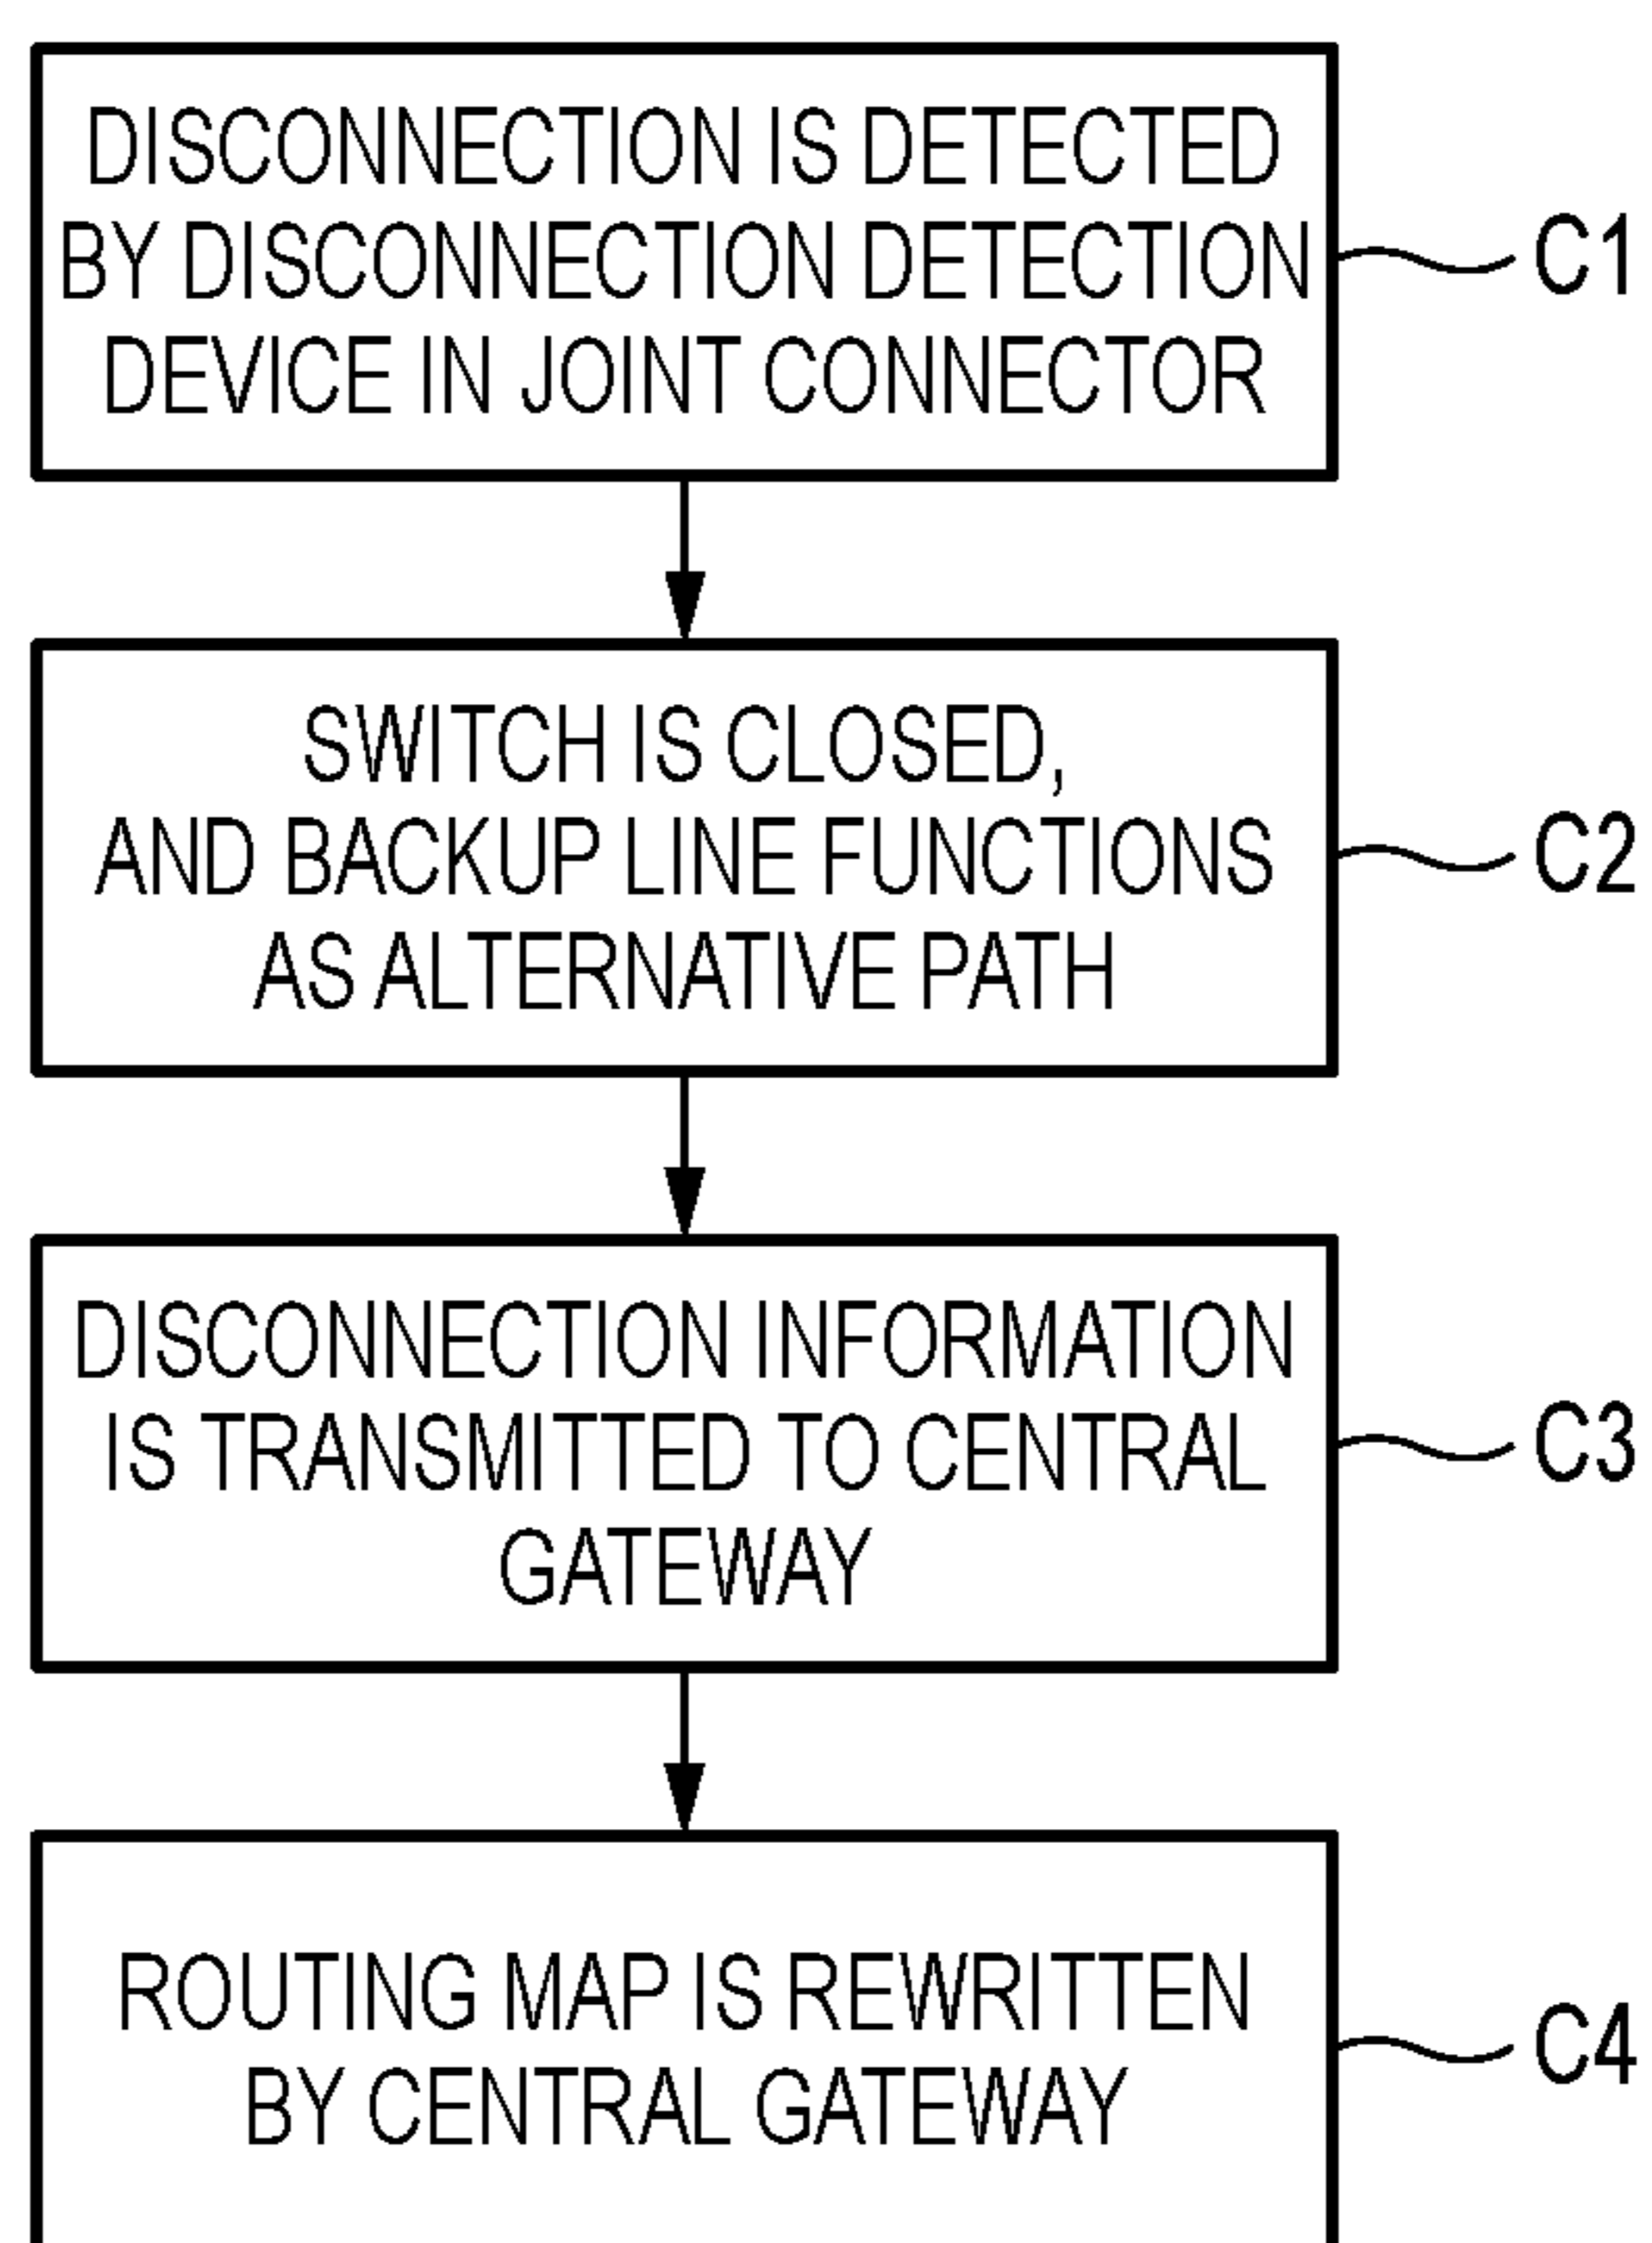 DISCONNECTION IS DETECTED
BY DISCONNECTION DETECTION
DEVICE IN JOINT CONNECTOR
C1
SWITCH IS CLOSED,
AND BACKUP LINE FUNCTIONS
AS ALTERNATIVE PATH
C2
DISCONNECTION INFORMATION
IS TRANSMITTED TO CENTRAL
GATEWAY
C3
ROUTING MAP IS REWRITTEN
BY CENTRAL GATEWAY
C4